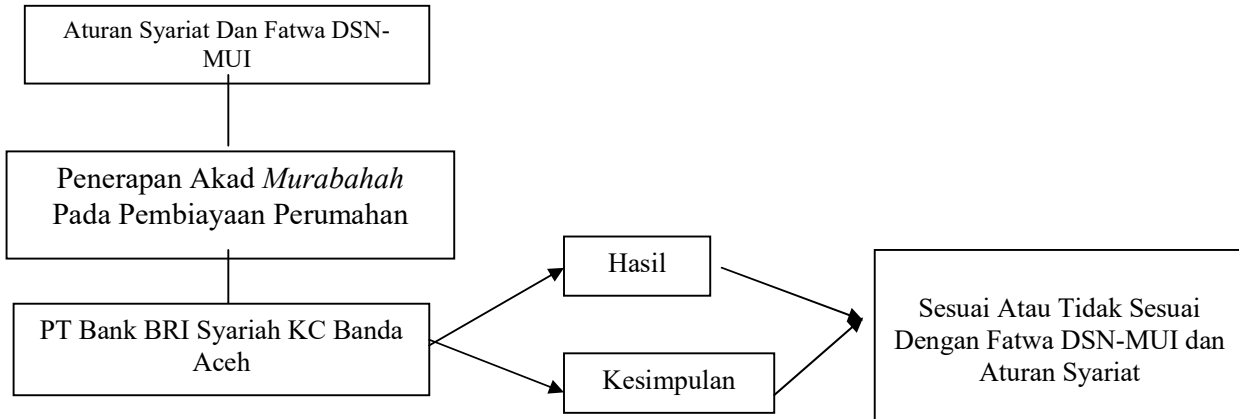 Aturan Syariat Dan Fatwa DSN-
MUI
Penerapan Akad Murabahah
Pada Pembiayaan Perumahan
PT Bank BRI Syariah KC Banda
Aceh
Hasil
Kesimpulan
Sesuai Atau Tidak Sesuai
Dengan Fatwa DSN-MUI dan
Aturan Syariat